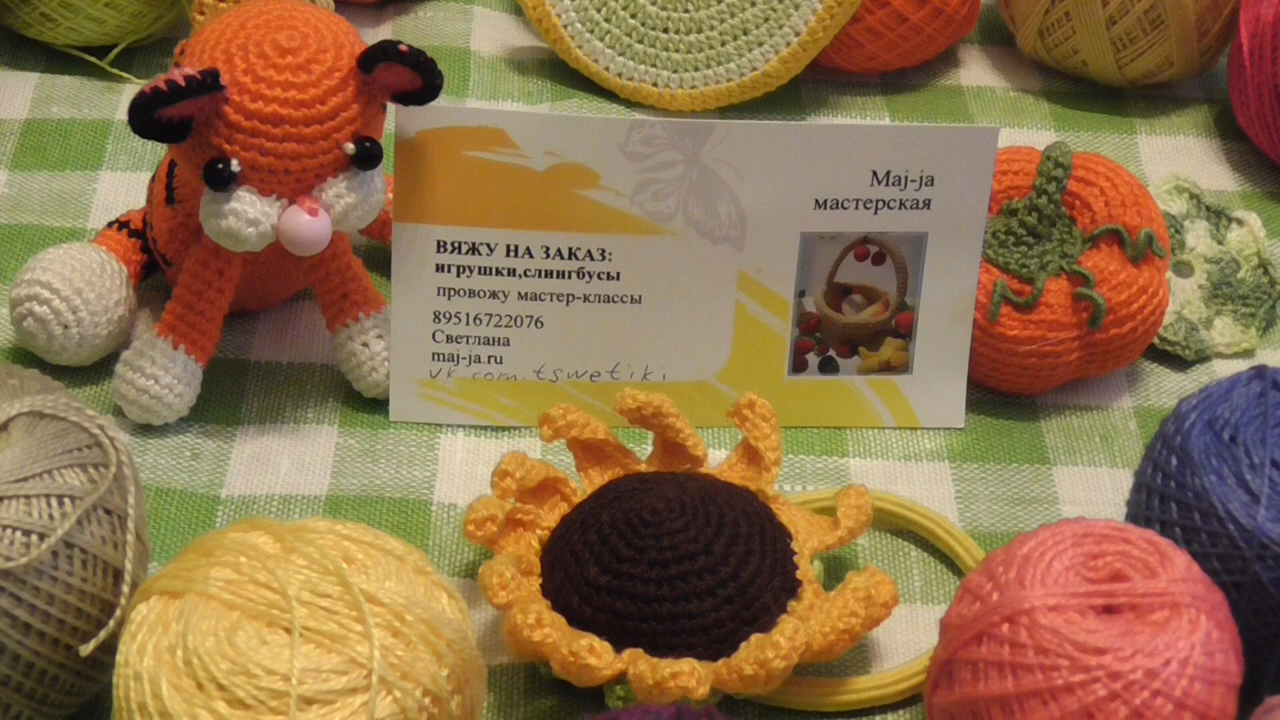 Maj-ja
мастерская
ВЯЖУ НА ЗАКАЗ:
игрушки,слингбусы
провожу мастер-классы
89516722076
Светлана
maj-ja.ru
vk.com.tswetiki